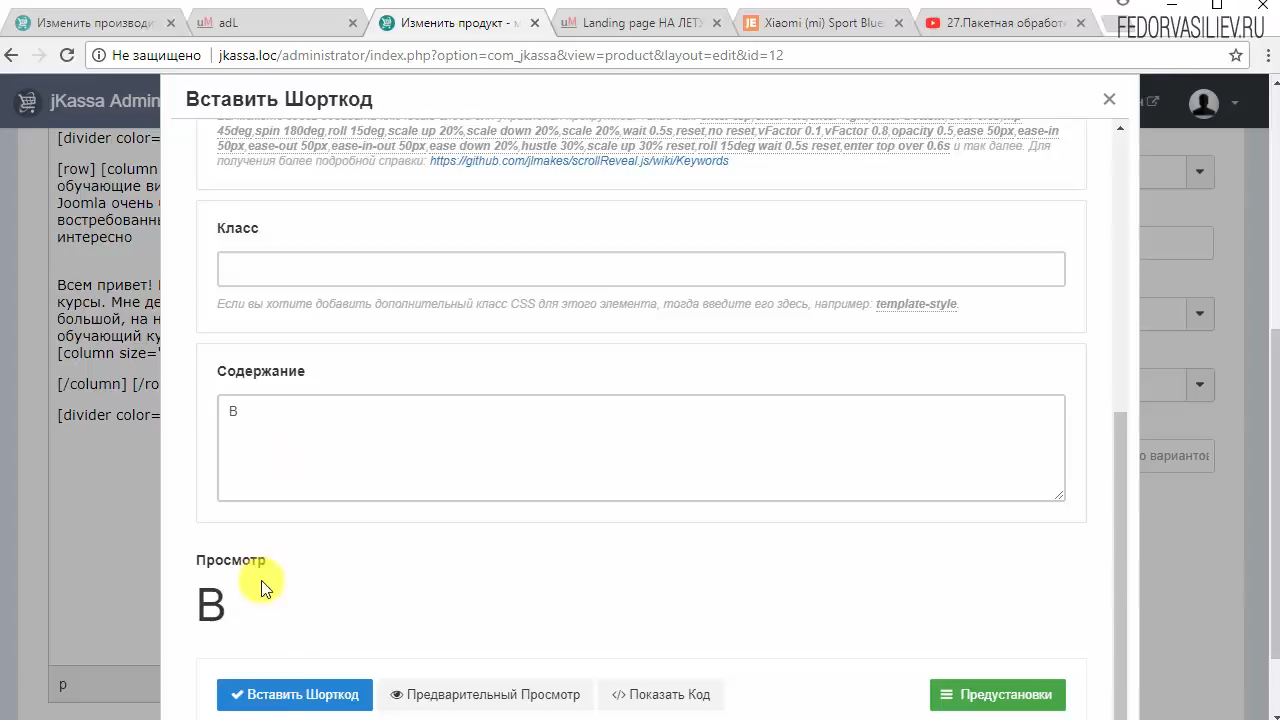 Изменить производи
adL
Изменить продукт - м
Landing page НА ЛЕТУ
Xiaomi (mi) Sport Blue
27.Пакетная обработк
FEDORVASILIEV.RU
Не защищено
jkassa.loc/administrator/index.php?option=com_jkassa&view=product&layout=edit&id=12
jKassa Admin
Вставить Шорткод
45deg,spin 180deg,roll 15deg,scale up 20%,scale down 20%,scale 20%,wait 0.5s,reset,no reset,vFactor 0.1,vFactor 0.8,opacity 0.5,ease 50px,ease-in
50px,ease-out 50px,ease-in-out 50px,ease down 20%,hustle 30%,scale up 30% reset,roll 15deg wait 0.5s reset,enter top over 0.6s и так далее. Для
получения более подробной справки: https://github.com/jlmakes/scrollReveal.js/wiki/Keywords
[divider color=
[row] [column
обучающие ви
Joomla очень
востребованны
интересно
Всем привет!
курсы. Мне де
большой, на н
обучающий ку
[column size="
[/column] [/ro
[divider color=
p
Класс
Если вы хотите добавить дополнительный класс CSS для этого элемента, тогда введите его здесь, например: template-style.
Содержание
В
о вариантов
Просмотр
В
Вставить Шорткод
Предварительный Просмотр
</> Показать Код
Предустановки